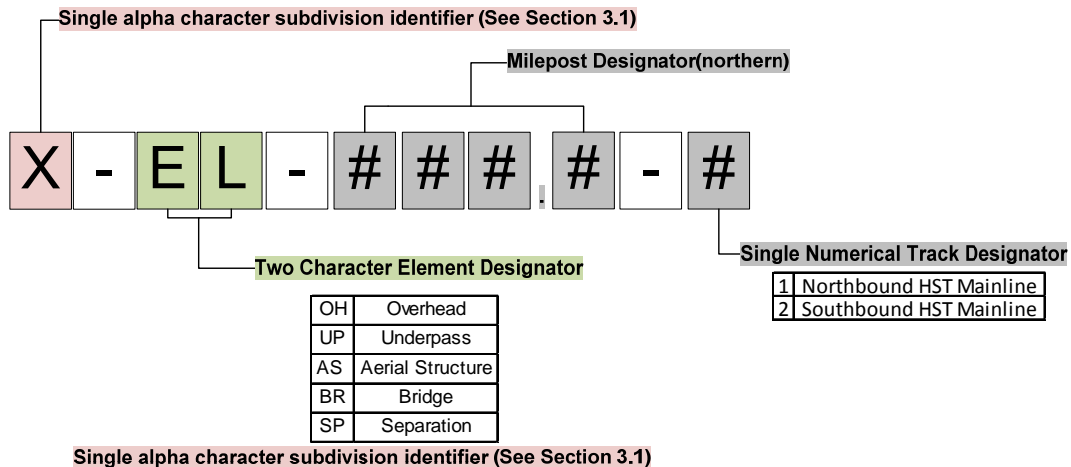 Single alpha character subdivision identifier (See Section 3.1)
Milepost Designator(northern)
X - E L - # # # . # - #
Two Character Element Designator
Single Numerical Track Designator
1 Northbound HST Mainline
2 Southbound HST Mainline
OH Overhead
UP Underpass
AS Aerial Structure
BR Bridge
SP Separation
Single alpha character subdivision identifier (See Section 3.1)